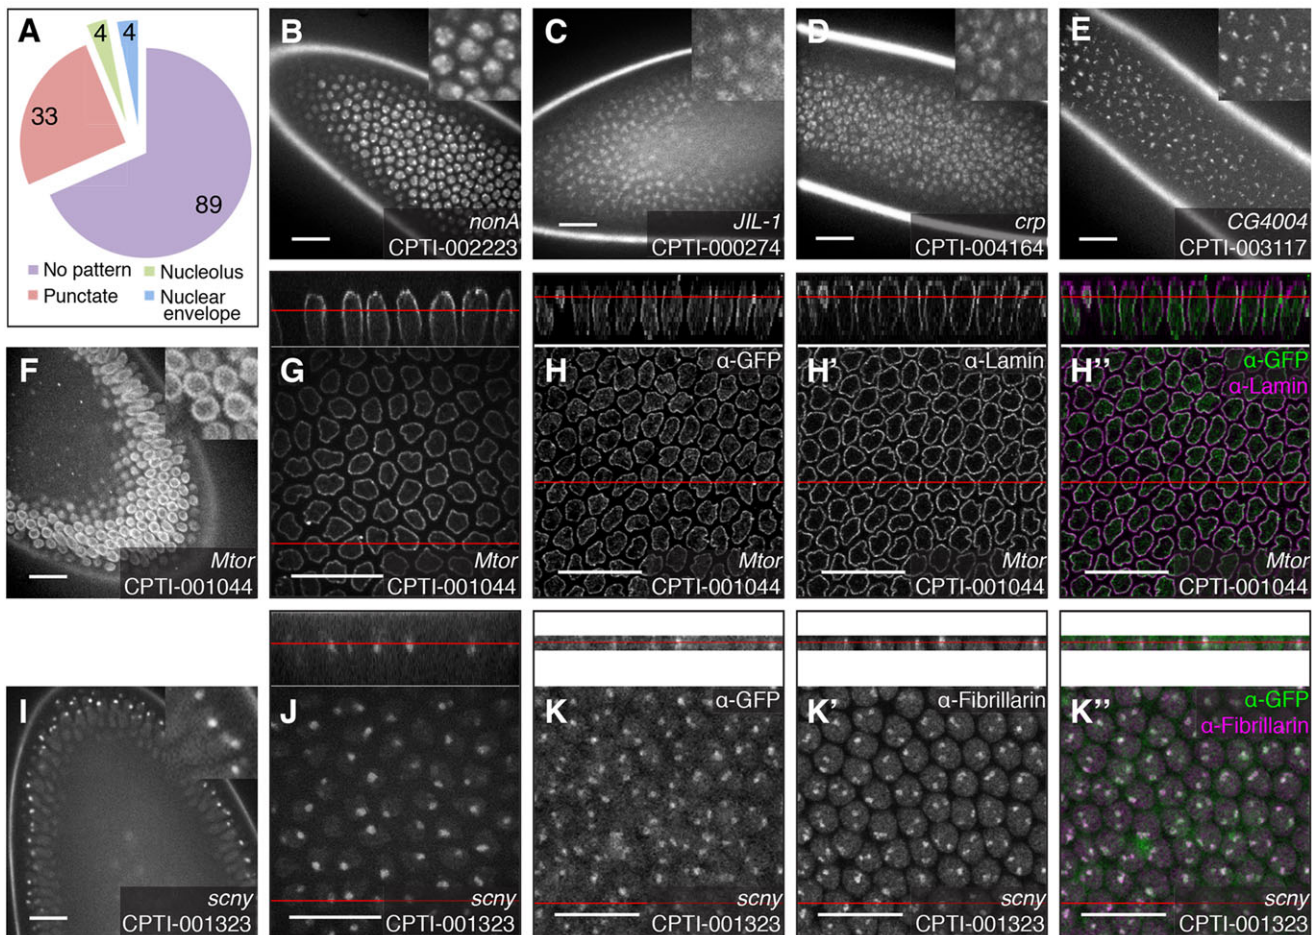 A
4
4
33
89
No pattern
Nucleolus
Punctate
Nuclear
envelope
B
nonA
CPTI-002223
C
JIL-1
CPTI-000274
D
crp
CPTI-004164
E
CG4004
CPTI-003117
F
Mtor
CPTI-001044
G
Mtor
CPTI-001044
H
α-GFP
Mtor
CPTI-001044
H’
α-Lamin
Mtor
CPTI-001044
H’’
α-GFP
α-Lamin
Mtor
CPTI-001044
I
scny
CPTI-001323
J
scny
CPTI-001323
K
α-GFP
scny
CPTI-001323
K’
α-Fibrillarin
scny
CPTI-001323
K’’
α-GFP
α-Fibrillarin
scny
CPTI-001323